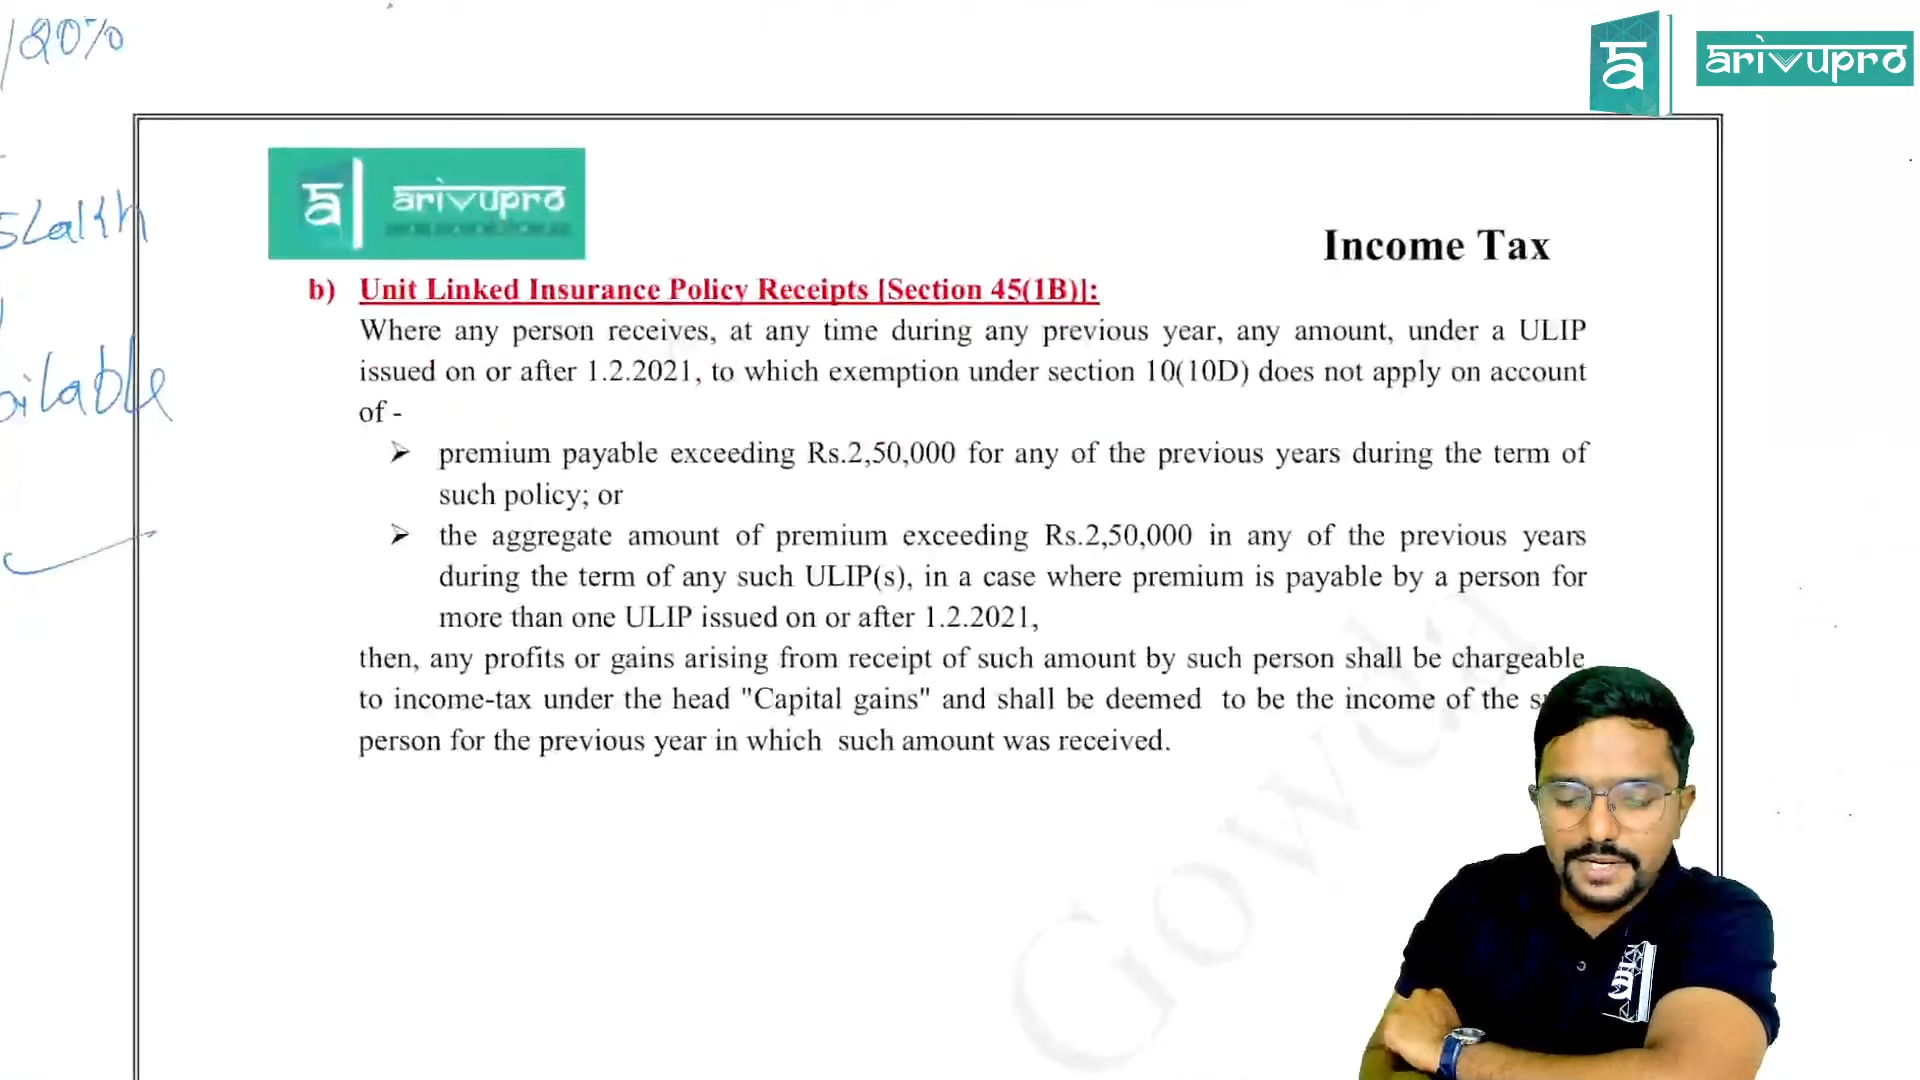 /20%
arivupro
arivupro
Income Tax
b) Unit Linked Insurance Policy Receipts [Section 45(1B)]:
Where any person receives, at any time during any previous year, any amount, under a ULIP
issued on or after 1.2.2021, to which exemption under section 10(10D) does not apply on account
of -
➢ premium payable exceeding Rs.2,50,000 for any of the previous years during the term of
such policy; or
➢ the aggregate amount of premium exceeding Rs.2,50,000 in any of the previous years
during the term of any such ULIP(s), in a case where premium is payable by a person for
more than one ULIP issued on or after 1.2.2021,
then, any profits or gains arising from receipt of such amount by such person shall be chargeable
to income-tax under the head "Capital gains" and shall be deemed to be the income of the
person for the previous year in which such amount was received.
Gowda